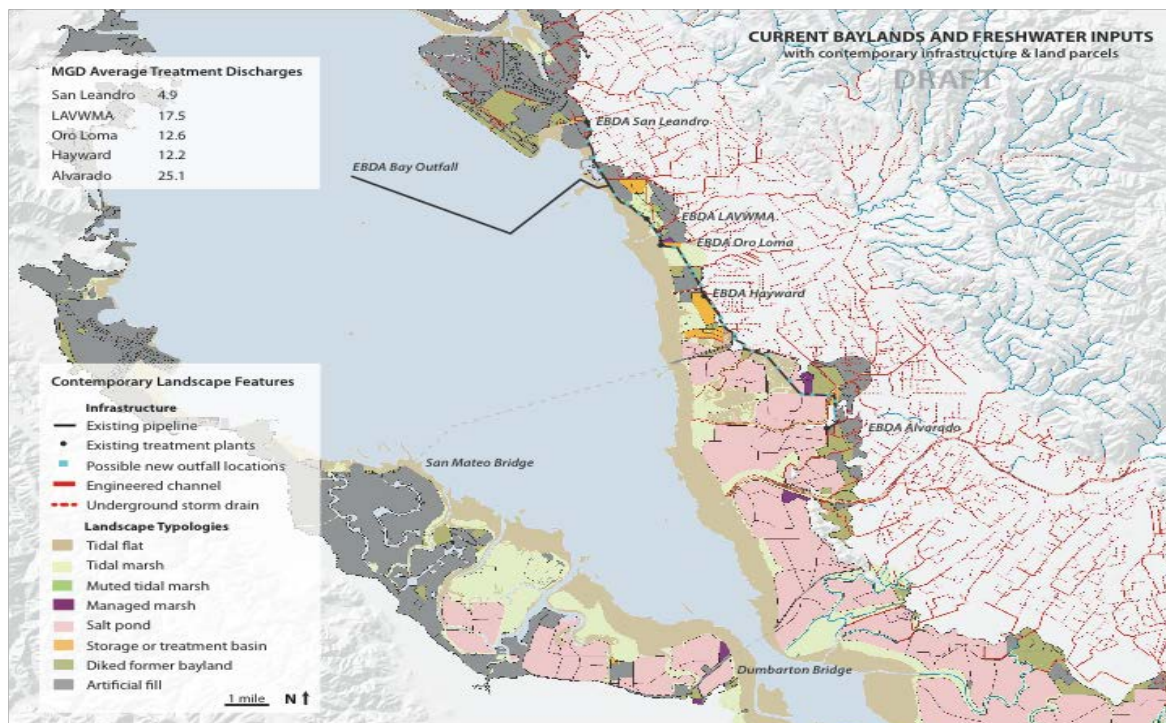 CURRENT BAYLANDS AND FRESHWATER INPUTS
with contemporary infrastructure & land parcels
DRAFT
MGD Average Treatment Discharges
San Leandro 4.9
LAVWMA 17.5
Oro Loma 12.6
Hayward 12.2
Alvarado 25.1
EBDA San Leandro
EBDA Bay Outfall
EBDA LAVWMA
EBDA Oro Loma
EBDA Hayward
EBDA Alvarado
San Mateo Bridge
Dumbarton Bridge
Contemporary Landscape Features
Infrastructure
Existing pipeline
Existing treatment plants
Possible new outfall locations
Engineered channel
Underground storm drain
Landscape Typologies
Tidal flat
Tidal marsh
Muted tidal marsh
Managed marsh
Salt pond
Storage or treatment basin
Diked former bayland
Artificial fill
1 mile N